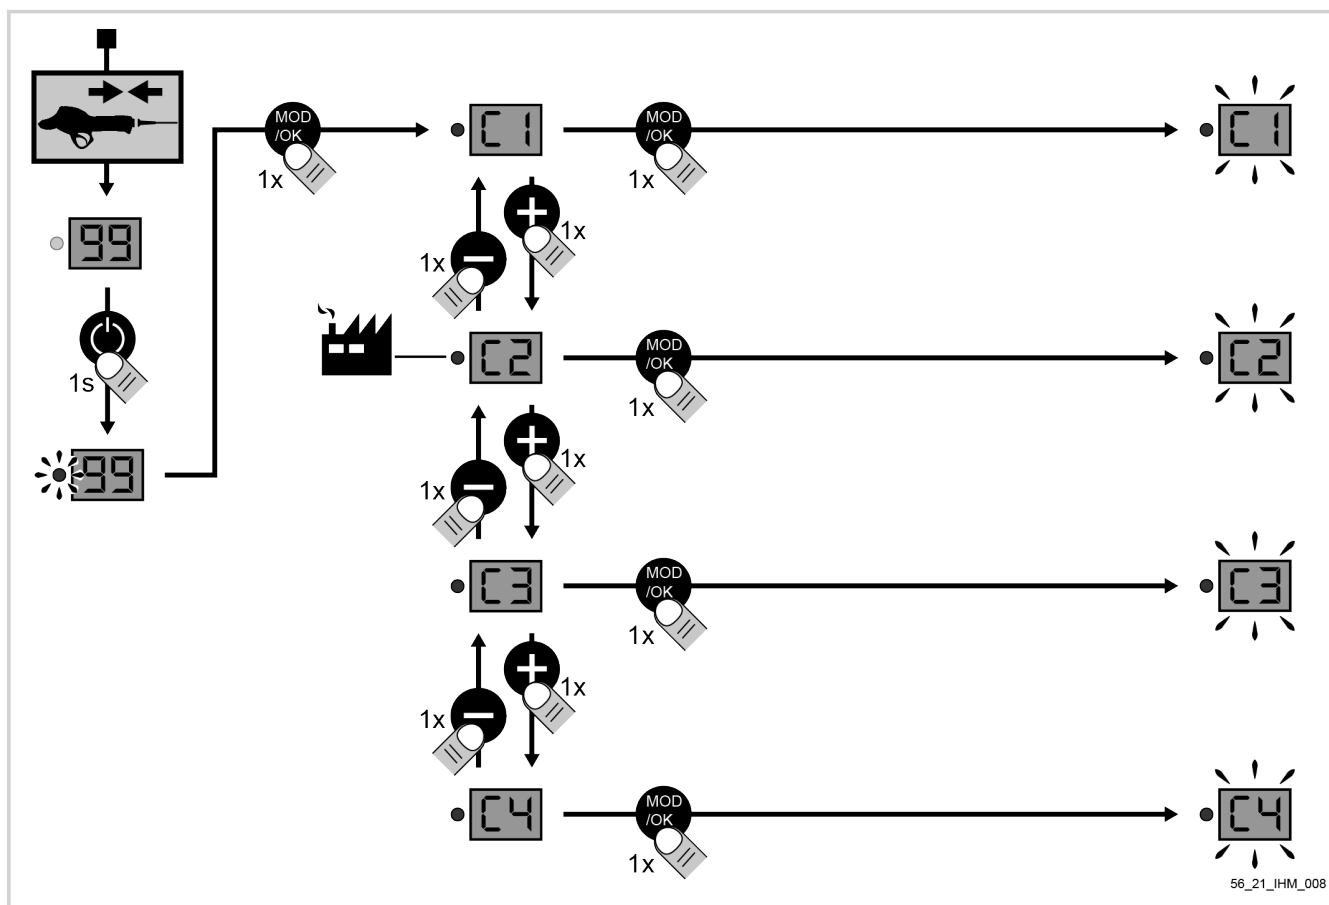 MOD
/OK
1x
C1
MOD
/OK
1x
C1
99
1x
+
1x
−
1s
C2
MOD
/OK
1x
C2
99
1x
+
1x
−
C3
MOD
/OK
1x
C3
1x
+
1x
−
C4
MOD
/OK
1x
C4
56_21_IHM_008